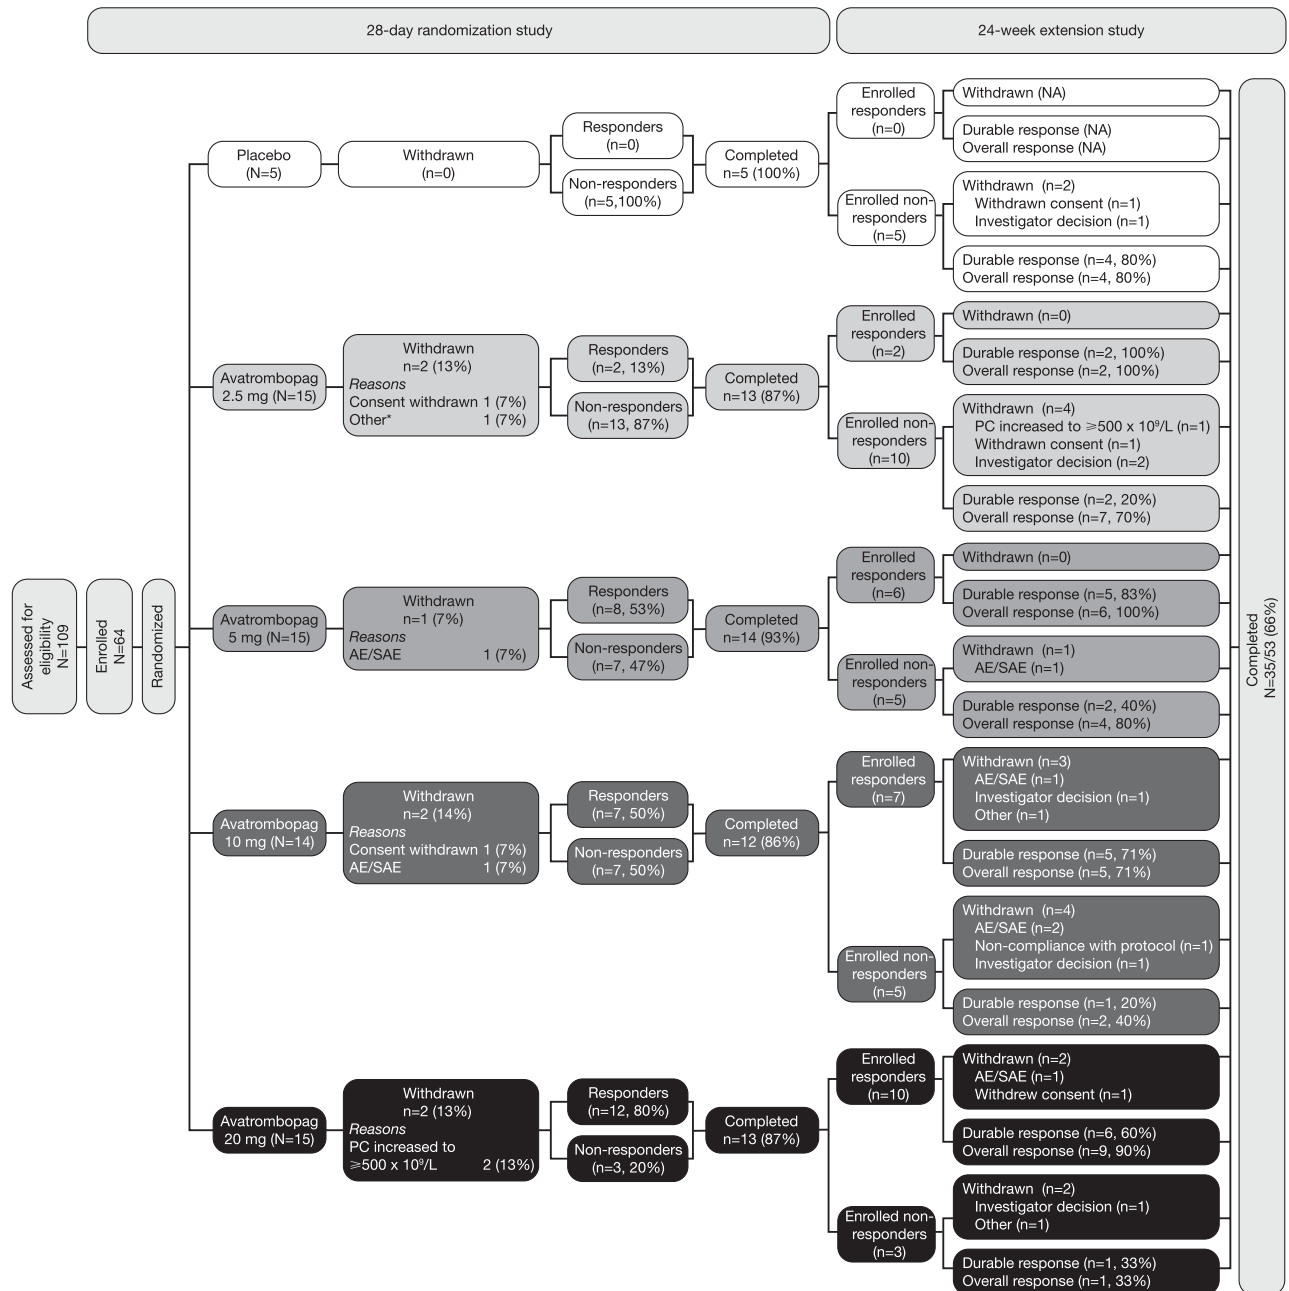 28-day randomization study
24-week extension study
Assessed for
eligibility
N=109
Enrolled
N=64
Randomized
Placebo
(N=5)
Withdrawn
(n=0)
Responders
(n=0)
Non-responders
(n=5,100%)
Completed
n=5 (100%)
Enrolled
responders
(n=0)
Withdrawn (NA)
Durable response (NA)
Overall response (NA)
Enrolled non-
responders
(n=5)
Withdrawn (n=2)
Withdrawn consent (n=1)
Investigator decision (n=1)
Durable response (n=4, 80%)
Overall response (n=4, 80%)
Avatrombopag
2.5 mg (N=15)
Withdrawn
n=2 (13%)
Reasons
Consent withdrawn 1 (7%)
Other* 1 (7%)
Responders
(n=2, 13%)
Non-responders
(n=13, 87%)
Completed
n=13 (87%)
Enrolled
responders
(n=2)
Withdrawn (n=0)
Durable response (n=2, 100%)
Overall response (n=2, 100%)
Enrolled non-
responders
(n=10)
Withdrawn (n=4)
PC increased to ⩾500 x 10⁹/L (n=1)
Withdrawn consent (n=1)
Investigator decision (n=2)
Durable response (n=2, 20%)
Overall response (n=7, 70%)
Avatrombopag
5 mg (N=15)
Withdrawn
n=1 (7%)
Reasons
AE/SAE 1 (7%)
Responders
(n=8, 53%)
Non-responders
(n=7, 47%)
Completed
n=14 (93%)
Enrolled
responders
(n=6)
Withdrawn (n=0)
Durable response (n=5, 83%)
Overall response (n=6, 100%)
Enrolled non-
responders
(n=5)
Withdrawn (n=1)
AE/SAE (n=1)
Durable response (n=2, 40%)
Overall response (n=4, 80%)
Avatrombopag
10 mg (N=14)
Withdrawn
n=2 (14%)
Reasons
Consent withdrawn 1 (7%)
AE/SAE 1 (7%)
Responders
(n=7, 50%)
Non-responders
(n=7, 50%)
Completed
n=12 (86%)
Enrolled
responders
(n=7)
Withdrawn (n=3)
AE/SAE (n=1)
Investigator decision (n=1)
Other (n=1)
Durable response (n=5, 71%)
Overall response (n=5, 71%)
Enrolled non-
responders
(n=5)
Withdrawn (n=4)
AE/SAE (n=2)
Non-compliance with protocol (n=1)
Investigator decision (n=1)
Durable response (n=1, 20%)
Overall response (n=2, 40%)
Avatrombopag
20 mg (N=15)
Withdrawn
n=2 (13%)
Reasons
PC increased to
⩾500 x 10⁹/L 2 (13%)
Responders
(n=12, 80%)
Non-responders
(n=3, 20%)
Completed
n=13 (87%)
Enrolled
responders
(n=10)
Withdrawn (n=2)
AE/SAE (n=1)
Withdrew consent (n=1)
Durable response (n=6, 60%)
Overall response (n=9, 90%)
Enrolled non-
responders
(n=3)
Withdrawn (n=2)
Investigator decision (n=1)
Other (n=1)
Durable response (n=1, 33%)
Overall response (n=1, 33%)
Completed
N=35/53 (66%)